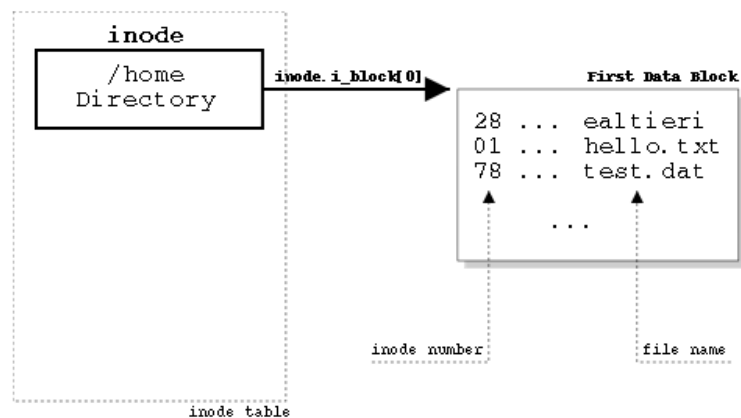 inode
/home
Directory
inode.i_block[0]
First Data Block
28 ... ealtieri
01 ... hello.txt
78 ... test.dat
...
inode number
file name
inode table